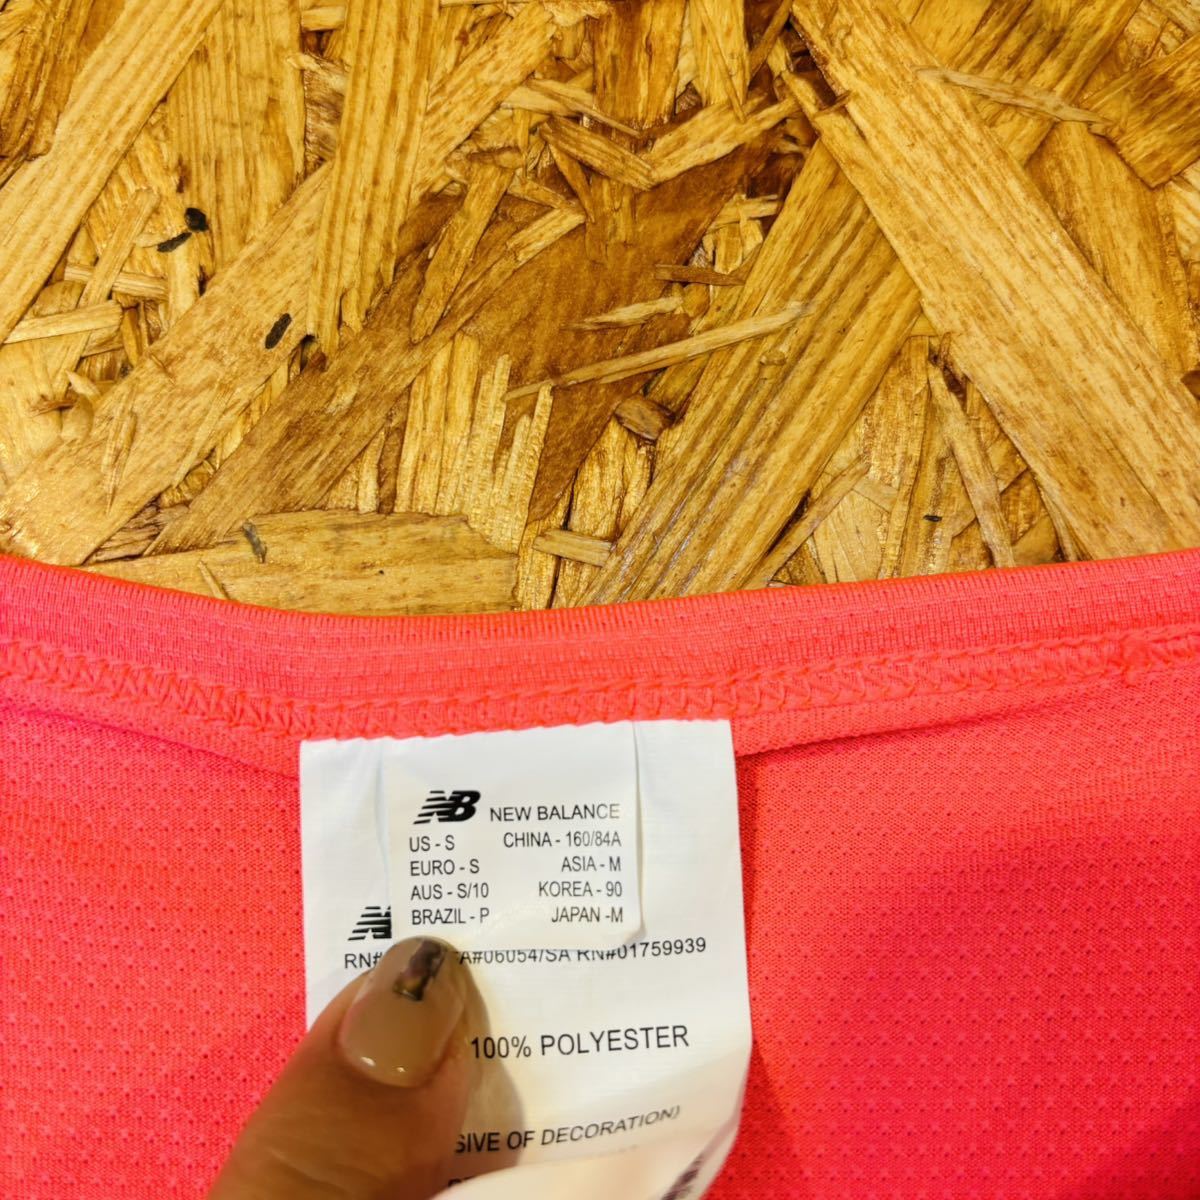 NB NEW BALANCE
US - S CHINA - 160/84A
EURO - S ASIA - M
AUS - S/10 KOREA - 90
BRAZIL - P JAPAN -M
RN# A#06054/SA RN#01759939
100% POLYESTER
SIVE OF DECORATION)